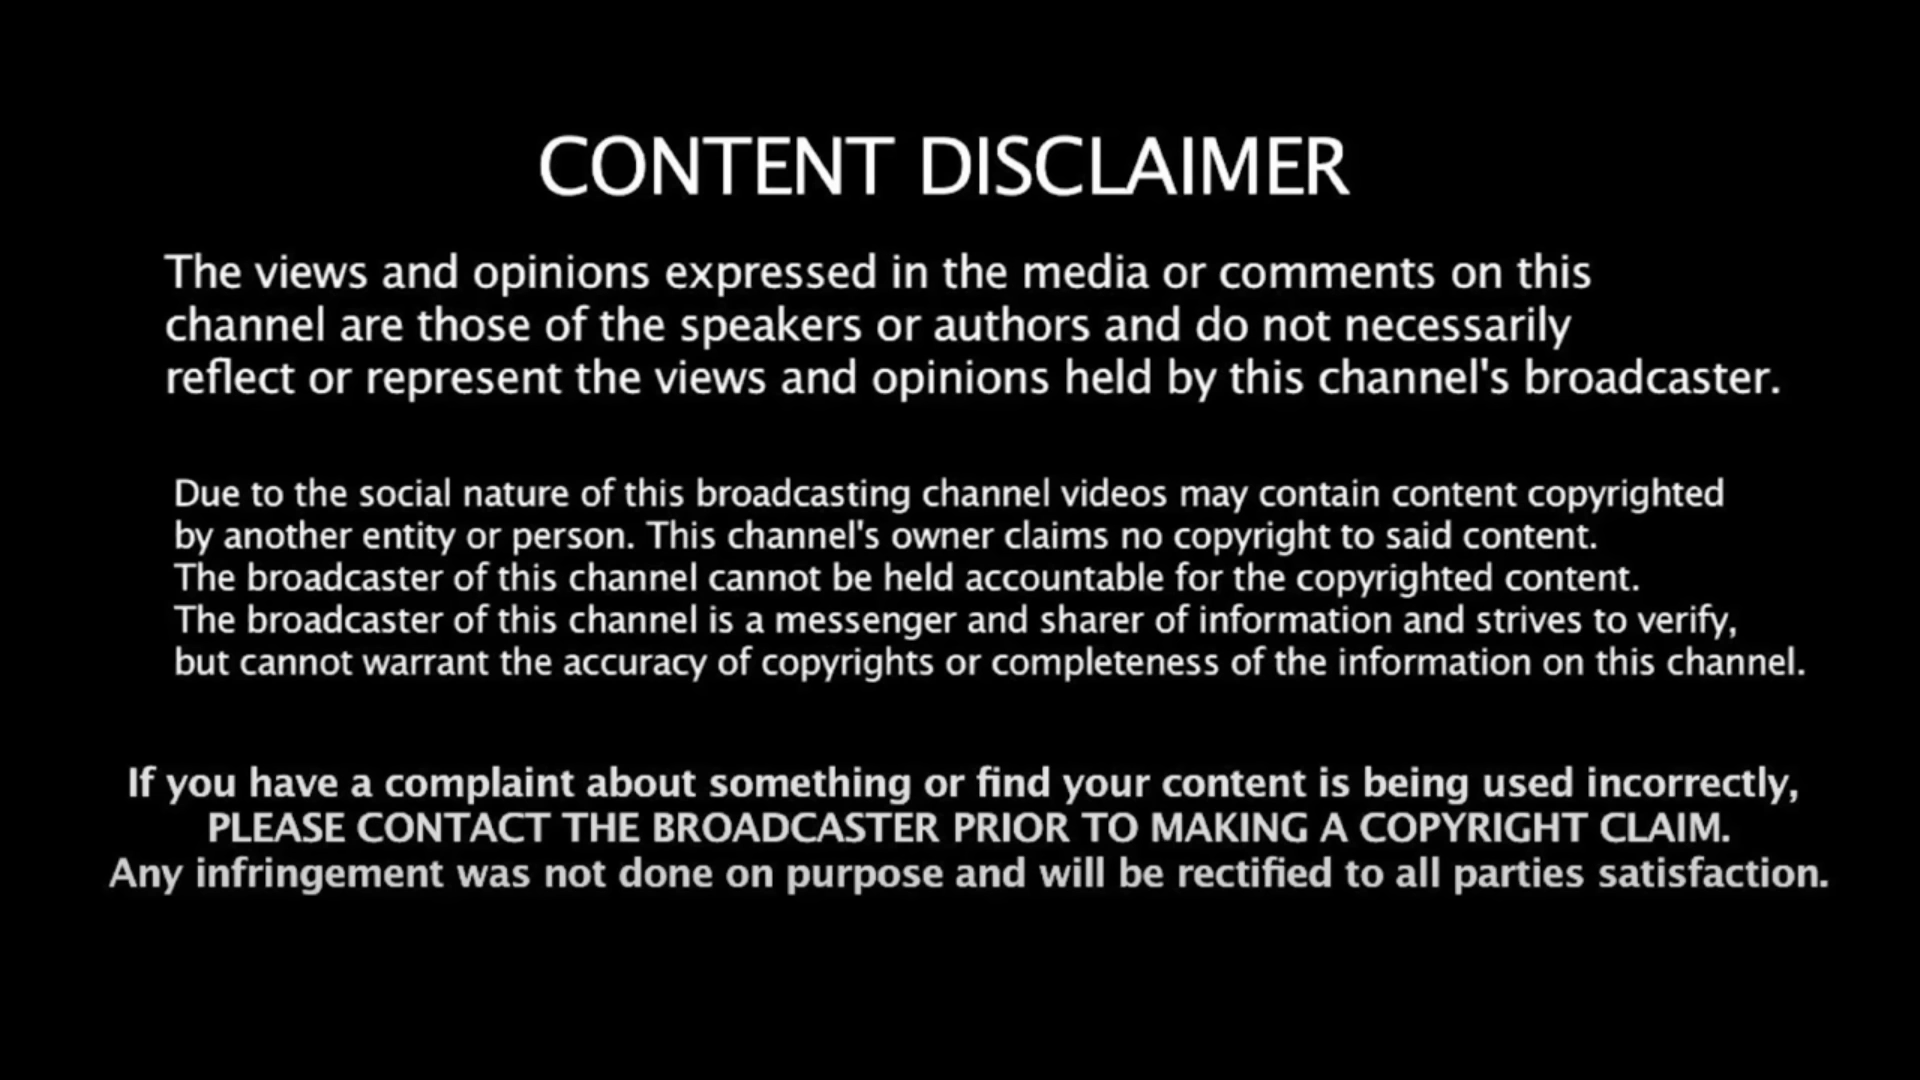 CONTENT DISCLAIMER
The views and opinions expressed in the media or comments on this
channel are those of the speakers or authors and do not necessarily
reflect or represent the views and opinions held by this channel's broadcaster.
Due to the social nature of this broadcasting channel videos may contain content copyrighted
by another entity or person. This channel's owner claims no copyright to said content.
The broadcaster of this channel cannot be held accountable for the copyrighted content.
The broadcaster of this channel is a messenger and sharer of information and strives to verify,
but cannot warrant the accuracy of copyrights or completeness of the information on this channel.
If you have a complaint about something or find your content is being used incorrectly,
PLEASE CONTACT THE BROADCASTER PRIOR TO MAKING A COPYRIGHT CLAIM.
Any infringement was not done on purpose and will be rectified to all parties satisfaction.